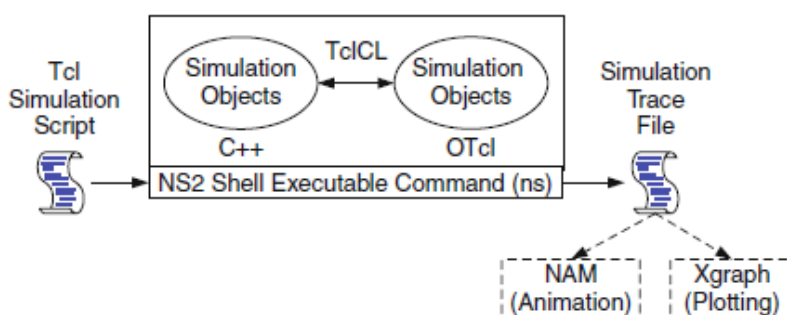 Tcl
Simulation
Script
Simulation
Objects
C++
TclCL
Simulation
Objects
OTcl
NS2 Shell Executable Command (ns)
Simulation
Trace
File
NAM
(Animation)
Xgraph
(Plotting)